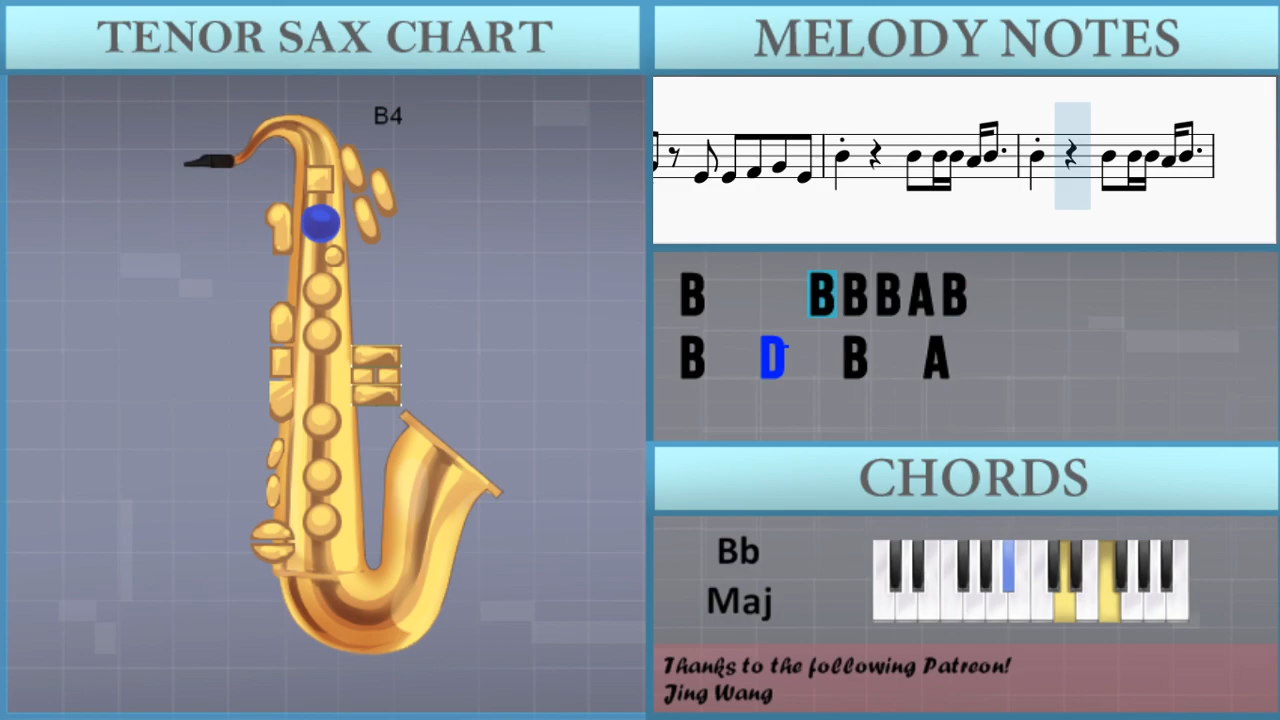 TENOR SAX CHART
B4
MELODY NOTES
B BBBAB
B D B A
CHORDS
Bb
Maj
Thanks to the following Patreon!
Jing Wang